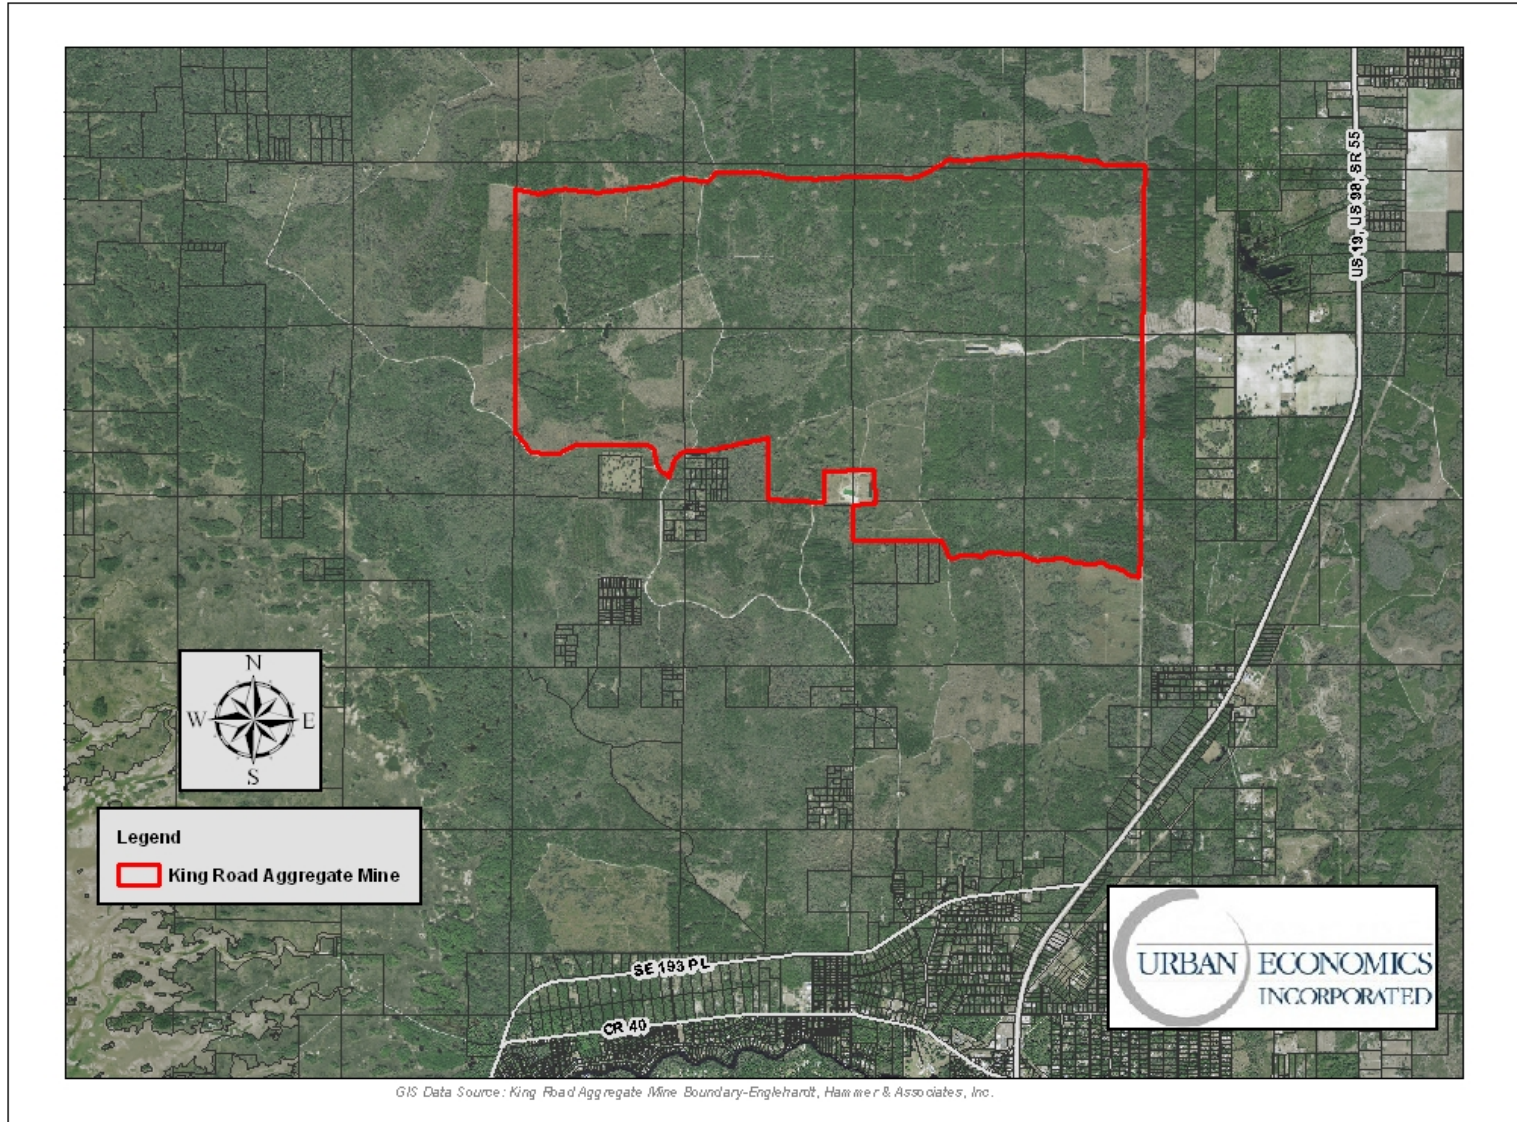 US 19, US 98, SR 55
N
W
E
S
Legend
King Road Aggregate Mine
SE 193 PL
CR 40
URBAN ECONOMICS
INCORPORATED
GIS Data Source: King Road Aggregate Mine Boundary-Englehardt, Hammer & Associates, Inc.